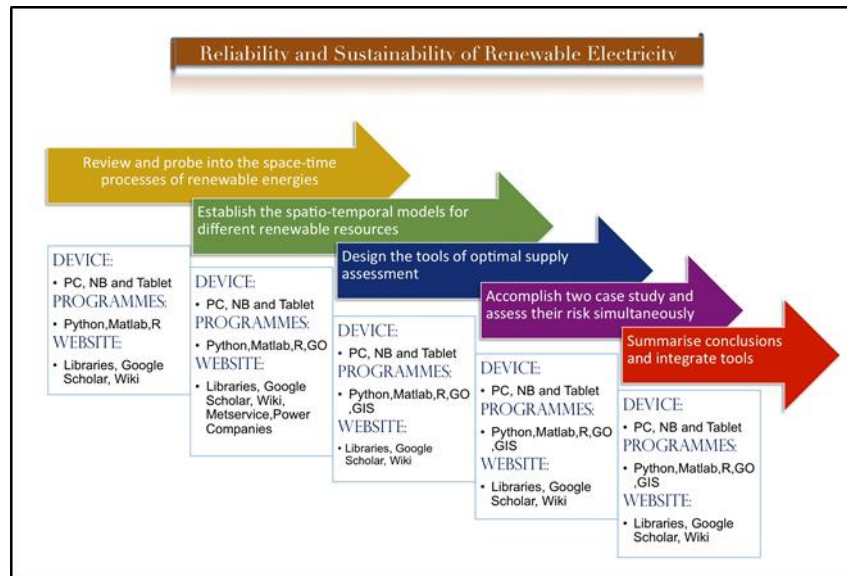 Reliability and Sustainability of Renewable Electricity
Review and probe into the space-time
processes of renewable energies
DEVICE:
• PC, NB and Tablet
PROGRAMMES:
• Python,Matlab,R
WEBSITE:
• Libraries, Google
Scholar, Wiki
Establish the spatio-temporal models for
different renewable resources
DEVICE:
• PC, NB and Tablet
PROGRAMMES:
• Python,Matlab,R,GO
WEBSITE:
• Libraries, Google
Scholar, Wiki,
Metservice,Power
Companies
Design the tools of optimal supply
assessment
DEVICE:
• PC, NB and Tablet
PROGRAMMES:
• Python,Matlab,R,GO
,GIS
WEBSITE:
• Libraries, Google
Scholar, Wiki
Accomplish two case study and
assess their risk simultaneously
DEVICE:
• PC, NB and Tablet
PROGRAMMES:
• Python,Matlab,R,GO
,GIS
WEBSITE:
• Libraries, Google
Scholar, Wiki
Summarise conclusions
and integrate tools
DEVICE:
• PC, NB and Tablet
PROGRAMMES:
• Python,Matlab,R,GO
,GIS
WEBSITE:
• Libraries, Google
Scholar, Wiki